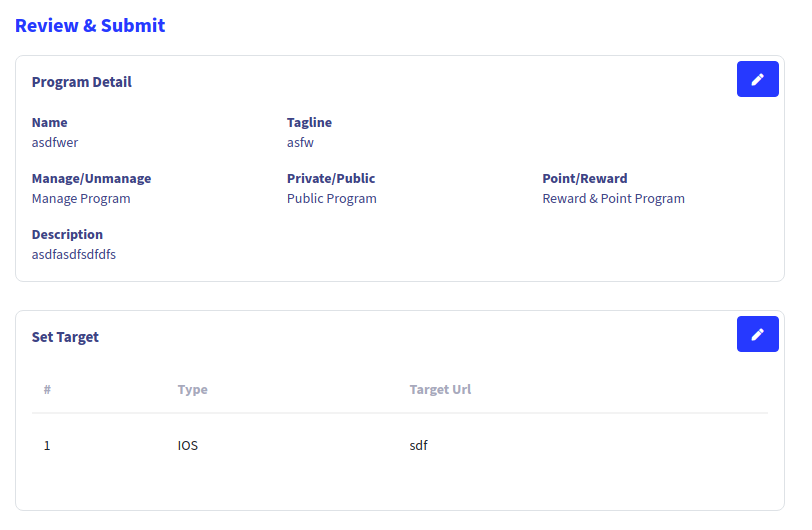 Review & Submit
Program Detail
Name Tagline
asdfwer asfw
Manage/Unmanage Private/Public Point/Reward
Manage Program Public Program Reward & Point Program
Description
asdfasdfsdfdfs
Set Target
# Type Target Url
1 IOS sdf